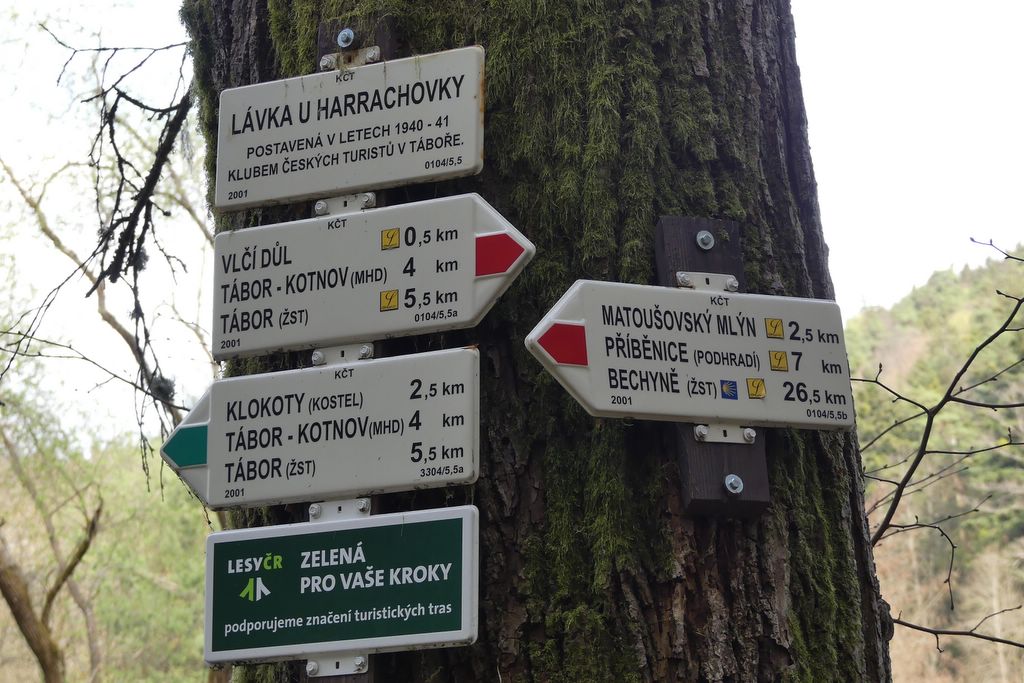 KČT
LÁVKA U HARRACHOVKY
POSTAVENÁ V LETECH 1940 - 41
KLUBEM ČESKÝCH TURISTŮ V TÁBOŘE.
2001 0104/5,5
KČT
VLČÍ DŮL 0,5 km
TÁBOR - KOTNOV (MHD) 4 km
TÁBOR (ŽST) 5,5 km
2001 0104/5,5a
KČT
KLOKOTY (KOSTEL) 2,5 km
TÁBOR - KOTNOV (MHD) 4 km
TÁBOR (ŽST) 5,5 km
2001 3304/5,5a
LESYČR ZELENÁ
PRO VAŠE KROKY
podporujeme značení turistických tras
KČT
MATOUŠOVSKÝ MLÝN 2,5 km
PŘÍBĚNICE (PODHRADÍ) 7 km
BECHYNĚ (ŽST) 26,5 km
2001 0104/5,5b